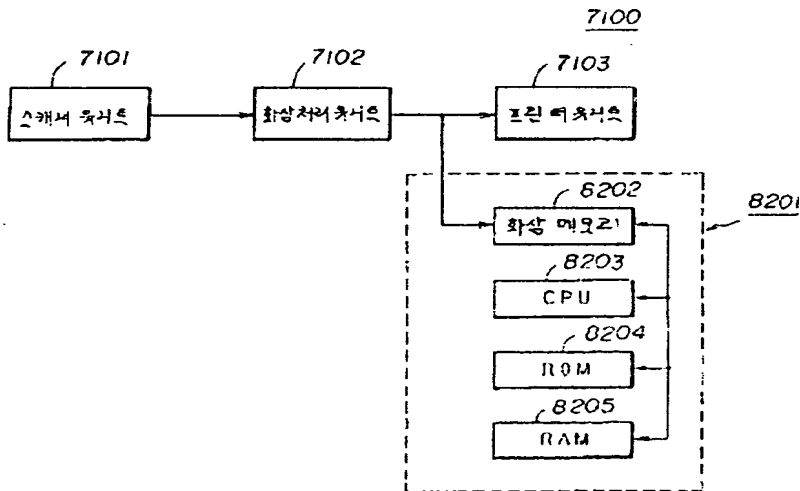 7100
7101
7102
7103
스캐너 유니트
화상처리 유니트
프린터 유니트
8202
화상 메모리
8201
8203
CPU
8204
ROM
8205
RAM